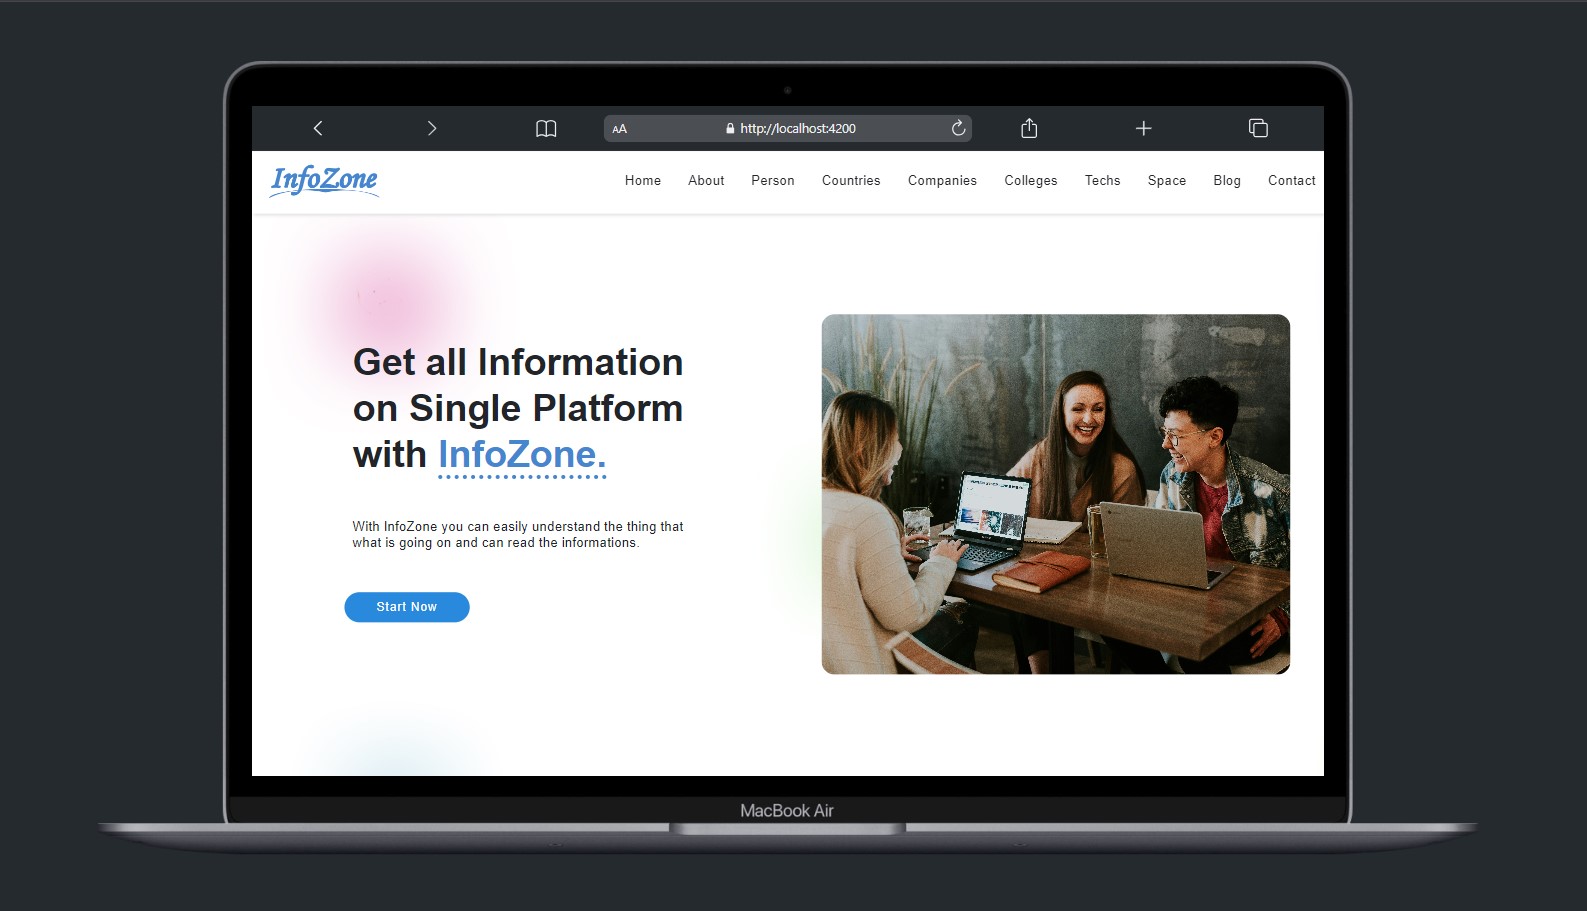 AA http://localhost:4200
InfoZone Home About Person Countries Companies Colleges Techs Space Blog Contact
Get all Information
on Single Platform
with InfoZone.
With InfoZone you can easily understand the thing that
what is going on and can read the informations.
Start Now
MacBook Air